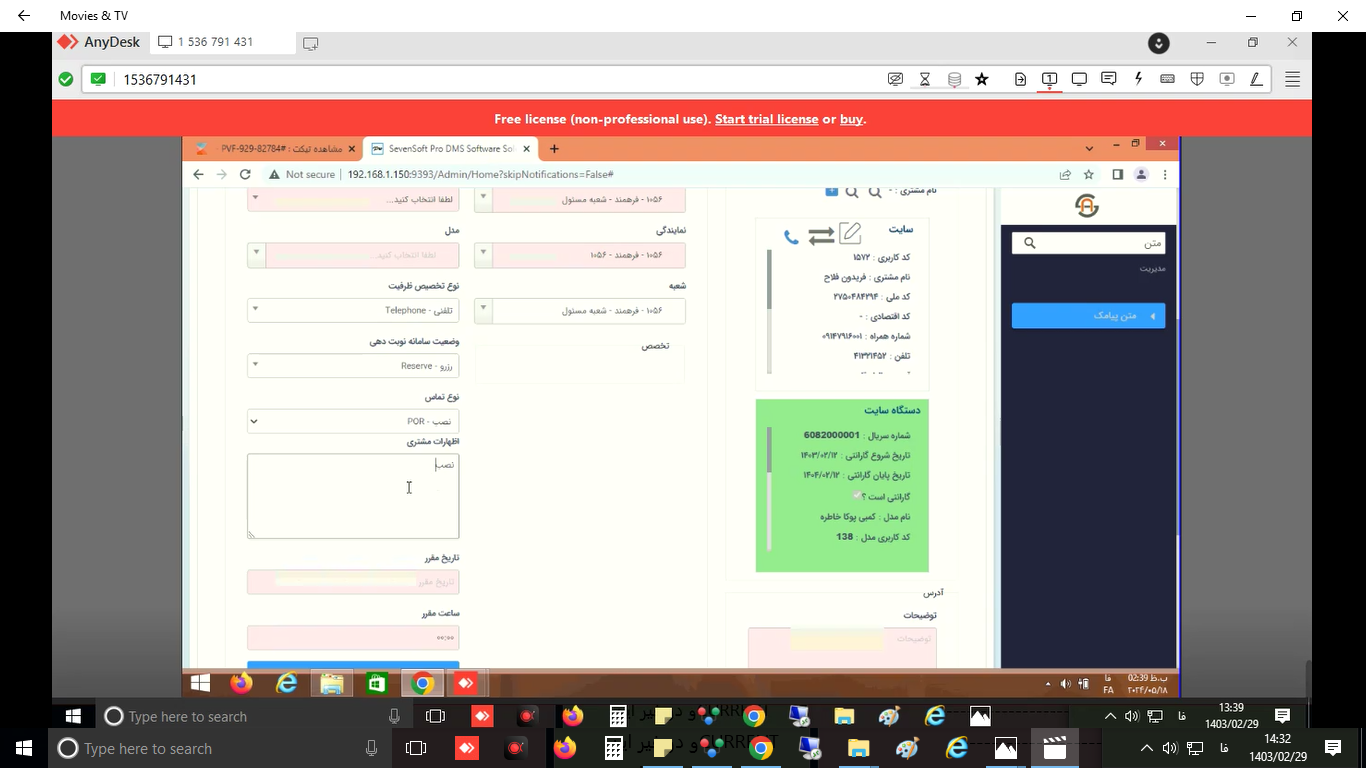 Movies & TV
AnyDesk
1 536 791 431
1536791431
Free license (non-professional use). Start trial license or buy.
مشاهده تیکت : #PVF-929-82784
SevenSoft Pro DMS Software Sol
Not secure
192.168.1.150:9393/Admin/Home?skipNotifications=False#
متن
مدیریت
متن پیامک
نام مشتری : -
سایت
کد کاربری : ۱۵۷۲
نام مشتری : فریدون فلاح
کد ملی : ۲۷۵۰۴۸۴۲۹۴
کد اقتصادی : -
شماره همراه : ۰۹۱۴۷۹۱۶۰۰۱
تلفن : ۴۱۳۲۱۴۵۲
دستگاه سایت
شماره سریال : 6082000001
تاریخ شروع گارانتی : ۱۴۰۳/۰۲/۱۲
تاریخ پایان گارانتی : ۱۴۰۴/۰۲/۱۲
گارانتی است ؟
نام مدل : کمبی پوکا خاطره
کد کاربری مدل : 138
آدرس
توضیحات
توضیحات
۱۰۵۶ - فرهمند - شعبه مسئول
نمایندگی
۱۰۵۶ - فرهمند - ۱۰۵۶
شعبه
۱۰۵۶ - فرهمند - شعبه مسئول
تخصص
لطفا انتخاب کنید...
مدل
لطفا انتخاب کنید...
نوع تخصیص ظرفیت
تلفنی - Telephone
وضعیت سامانه نوبت دهی
رزرو - Reserve
نوع تماس
نصب - POR
اظهارات مشتری
نصب
تاریخ مقرر
تاریخ مقرر
ساعت مقرر
۰۰:۰۰
فا
FA
02:39 ب.ظ
۲۰۲۴/۰۵/۱۸
Type here to search
CURRENT و د
فا
13:39
1403/02/29
Type here to search
CURRENT و د
فا
14:32
1403/02/29